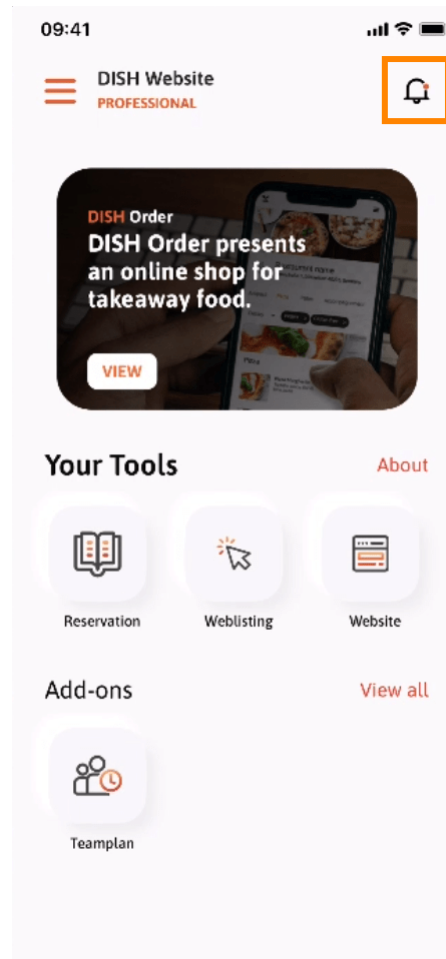 09:41
DISH Website
PROFESSIONAL
DISH Order
DISH Order presents
an online shop for
takeaway food.
VIEW
Your Tools
About
Reservation
Weblisting
Website
Add-ons
View all
Teamplan